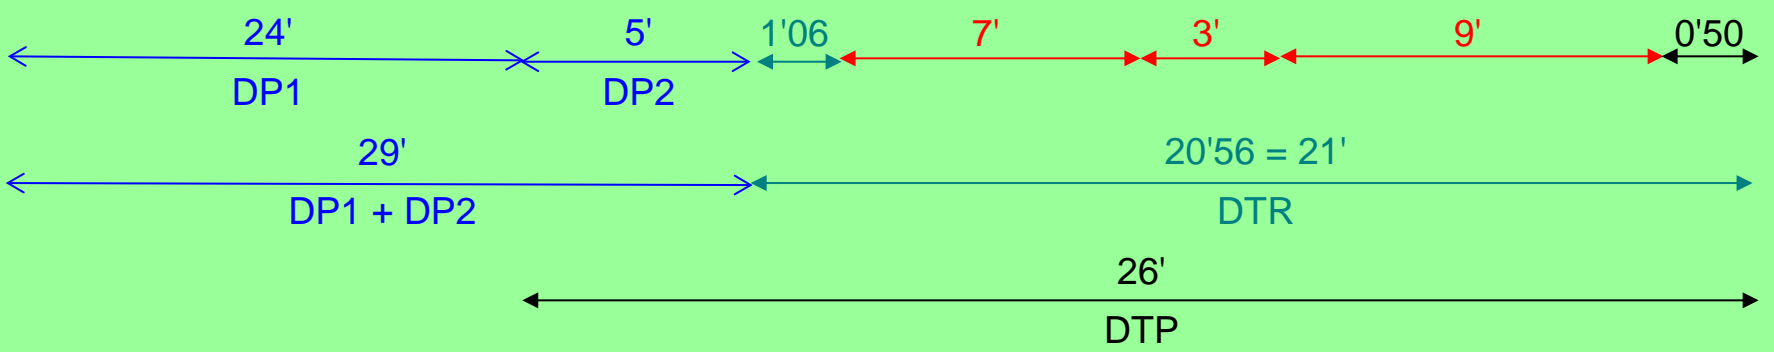 24' 5' 1'06 7' 3' 9' 0'50
DP1 DP2
29' 20'56 = 21'
DP1 + DP2 DTR
26'
DTP